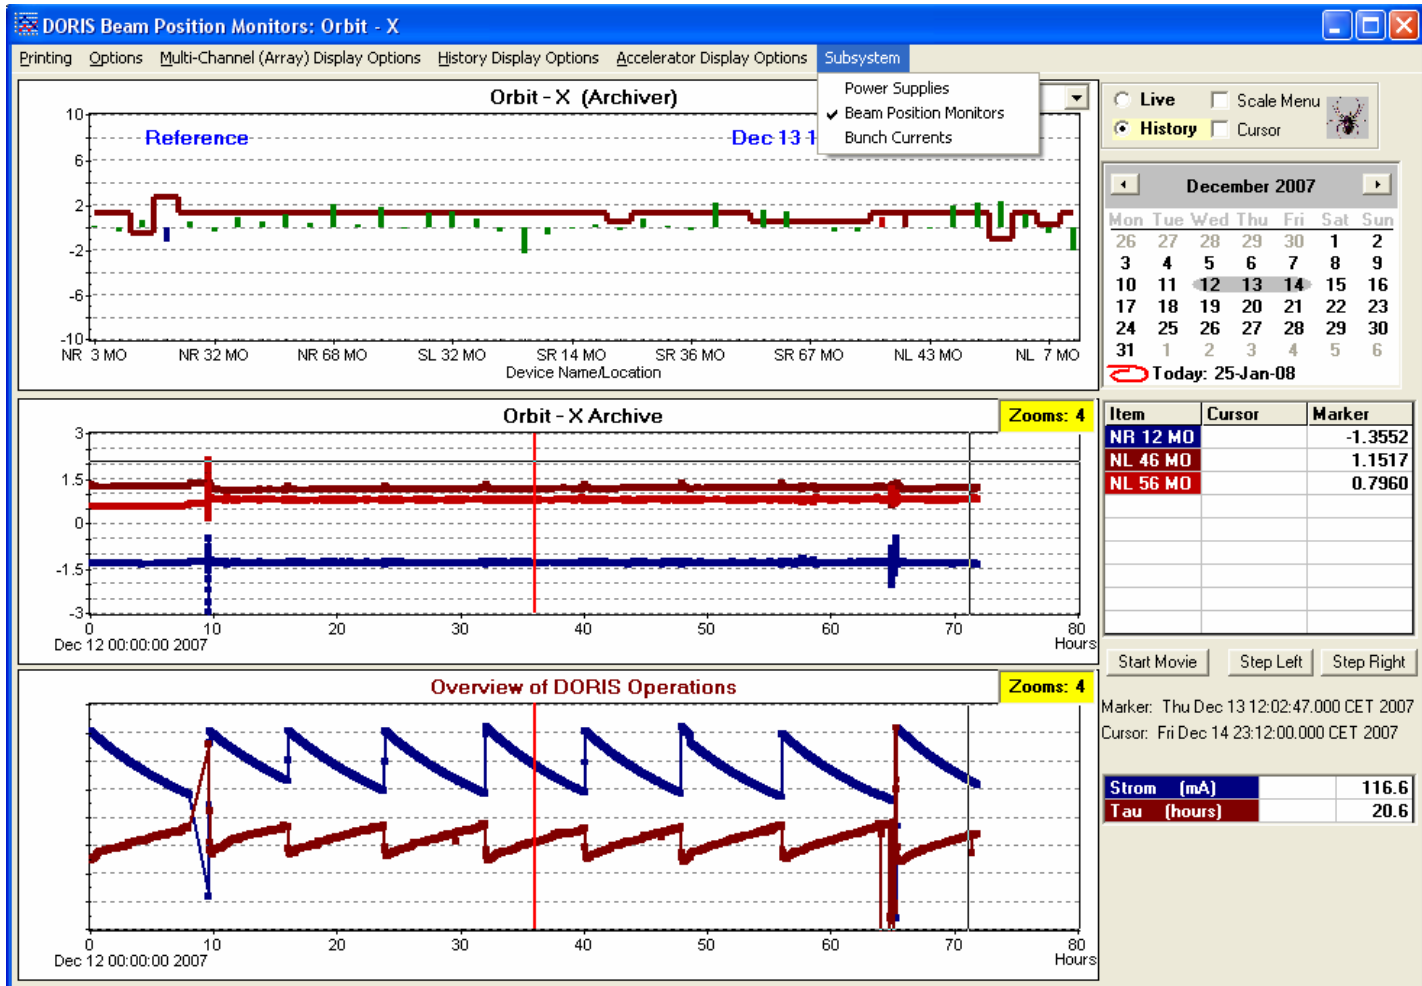 DORIS Beam Position Monitors: Orbit - X
Printing Options Multi-Channel (Array) Display Options History Display Options Accelerator Display Options Subsystem
Power Supplies
Beam Position Monitors
Bunch Currents
Orbit - X (Archiver)
Reference Dec 13 1
10
6
2
-2
-6
-10
NR 3 MO NR 32 MO NR 68 MO SL 32 MO SR 14 MO SR 36 MO SR 67 MO NL 43 MO NL 7 MO
Device Name/Location
Live Scale Menu
History Cursor
December 2007
Mon Tue Wed Thu Fri Sat Sun
26 27 28 29 30 1 2
3 4 5 6 7 8 9
10 11 12 13 14 15 16
17 18 19 20 21 22 23
24 25 26 27 28 29 30
31 1 2 3 4 5 6
Today: 25-Jan-08
Orbit - X Archive
Zooms: 4
3
1.5
0
-1.5
-3
0 10 20 30 40 50 60 70 80
Dec 12 00:00:00 2007 Hours
Item Cursor Marker
NR 12 MO -1.3552
NL 46 MO 1.1517
NL 56 MO 0.7960
Start Movie Step Left Step Right
Overview of DORIS Operations
Zooms: 4
0 10 20 30 40 50 60 70 80
Dec 12 00:00:00 2007 Hours
Marker: Thu Dec 13 12:02:47.000 CET 2007
Cursor: Fri Dec 14 23:12:00.000 CET 2007
Strom (mA) 116.6
Tau (hours) 20.6